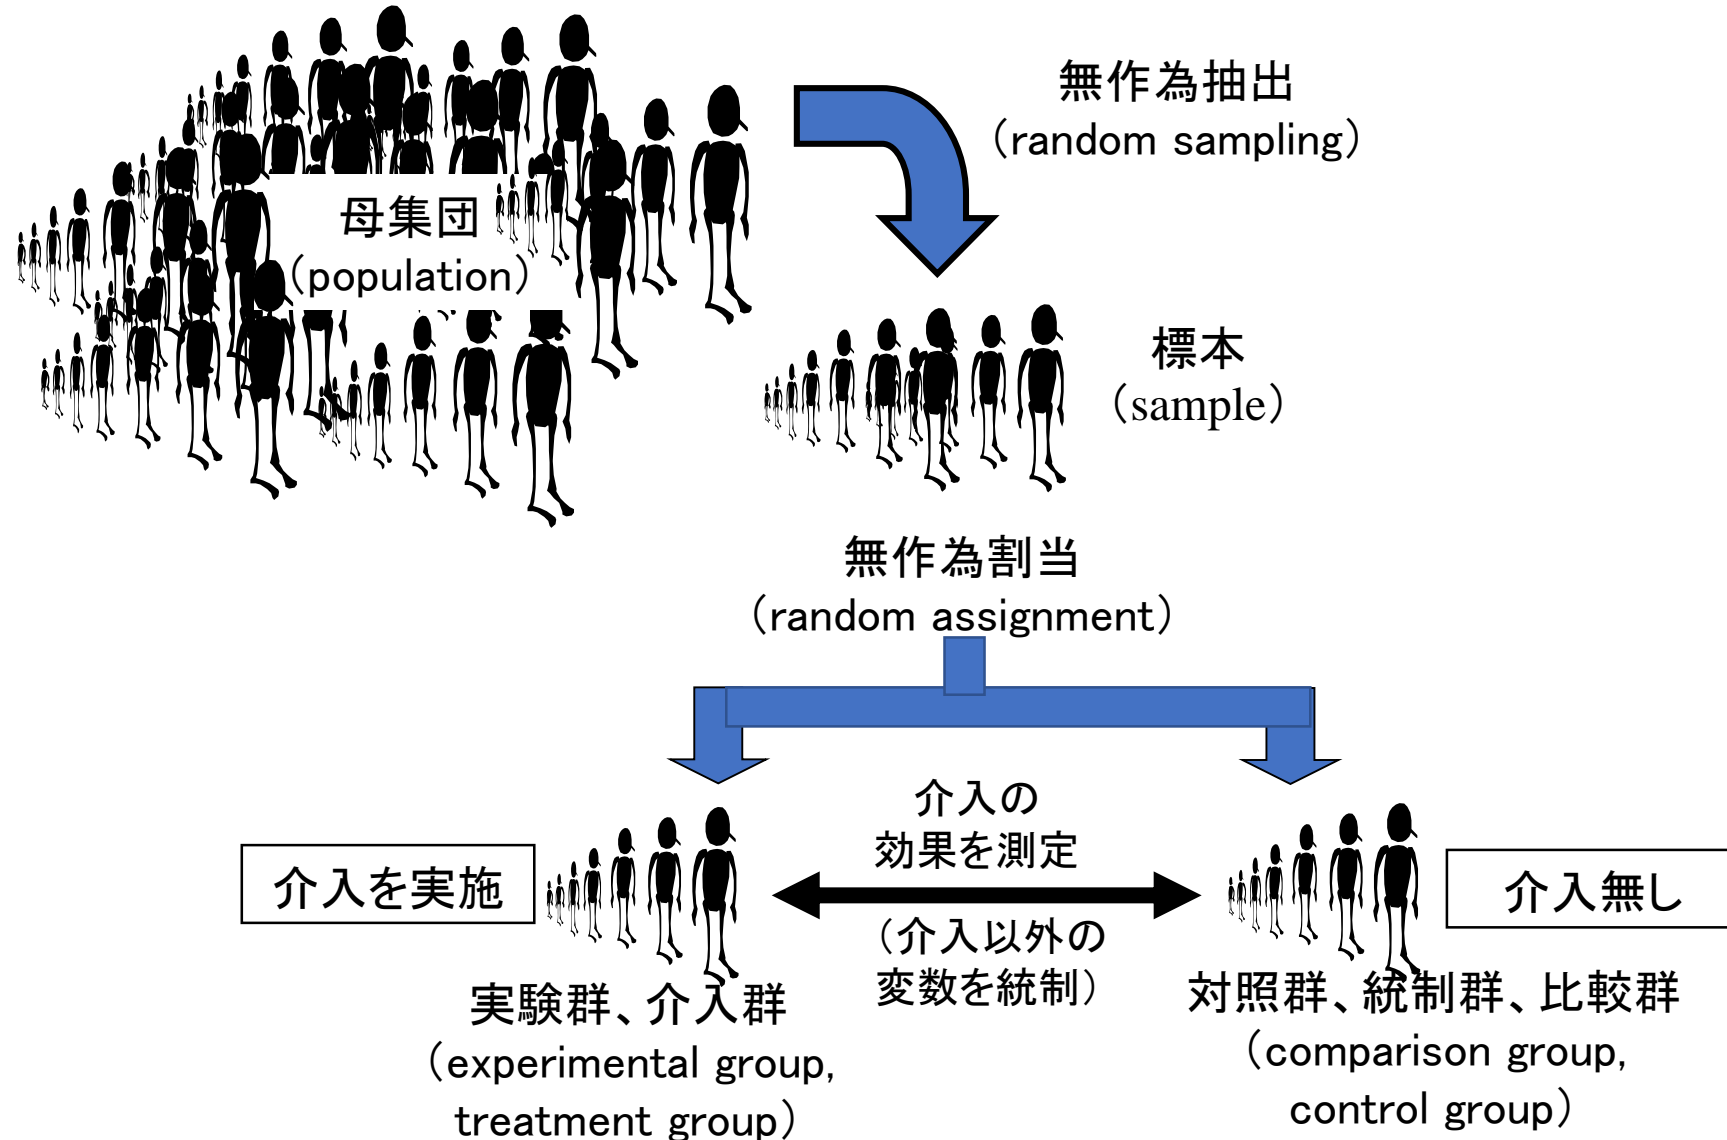 母集団
(population)
無作為抽出
(random sampling)
標本
(sample)
無作為割当
(random assignment)
介入を実施
介入の
効果を測定
(介入以外の
変数を統制)
介入無し
実験群、介入群
(experimental group,
treatment group)
対照群、統制群、比較群
(comparison group,
control group)